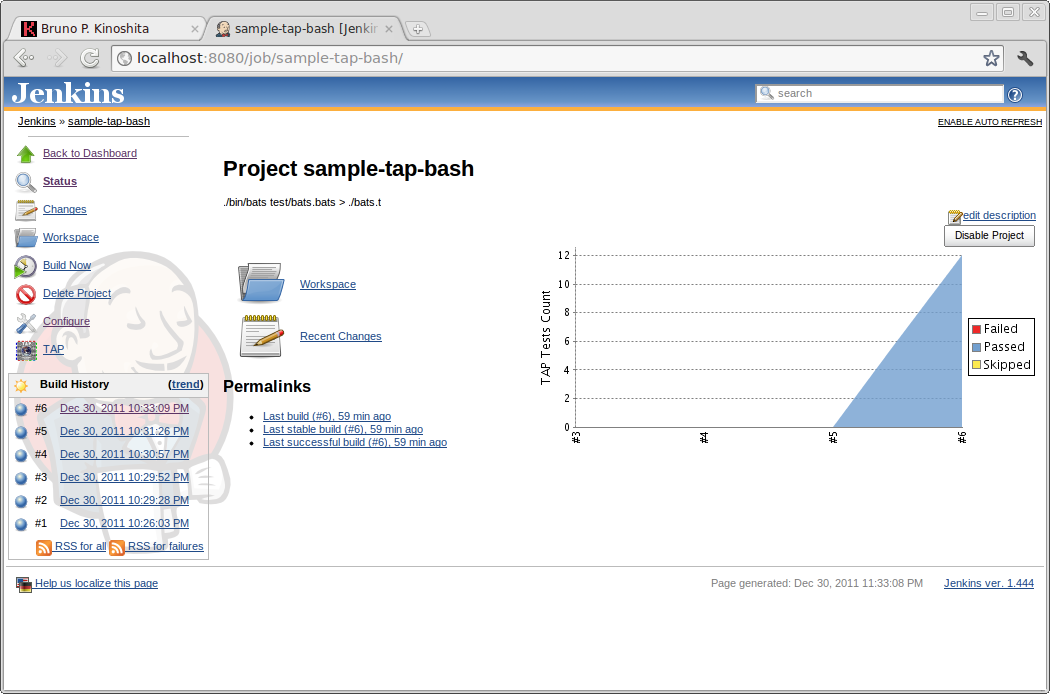 Bruno P. Kinoshita
sample-tap-bash [Jenkin
localhost:8080/job/sample-tap-bash/
Jenkins
search
Jenkins » sample-tap-bash
ENABLE AUTO REFRESH
Back to Dashboard
Status
Changes
Workspace
Build Now
Delete Project
Configure
TAP
Build History (trend)
#6 Dec 30, 2011 10:33:09 PM
#5 Dec 30, 2011 10:31:26 PM
#4 Dec 30, 2011 10:30:57 PM
#3 Dec 30, 2011 10:29:52 PM
#2 Dec 30, 2011 10:29:28 PM
#1 Dec 30, 2011 10:26:03 PM
RSS for all RSS for failures
Project sample-tap-bash
./bin/bats test/bats.bats > ./bats.t
edit description
Disable Project
Workspace
Recent Changes
Permalinks
Last build (#6), 59 min ago
Last stable build (#6), 59 min ago
Last successful build (#6), 59 min ago
TAP Tests Count
12
10
8
6
4
2
0
#3 #4 #5 #6
Failed
Passed
Skipped
Help us localize this page
Page generated: Dec 30, 2011 11:33:08 PM
Jenkins ver. 1.444